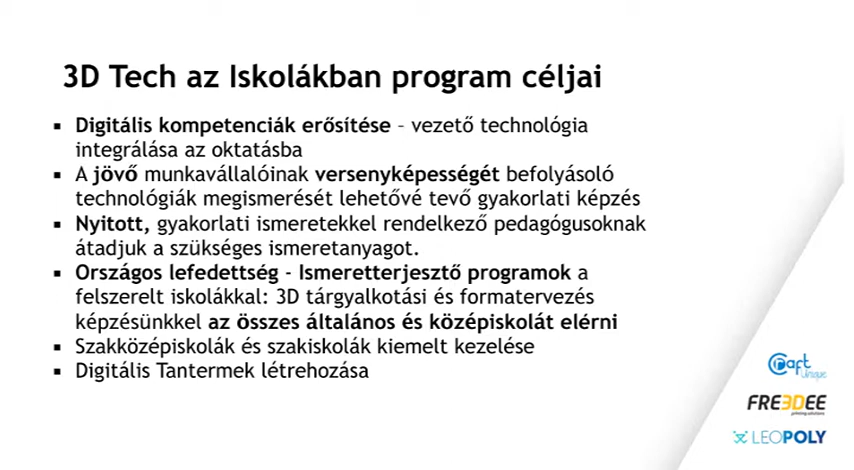 3D Tech az Iskolákban program céljai
▪ Digitális kompetenciák erősítése – vezető technológia
integrálása az oktatásba
▪ A jövő munkavállalóinak versenyképességét befolyásoló
technológiák megismerését lehetővé tevő gyakorlati képzés
▪ Nyitott, gyakorlati ismeretekkel rendelkező pedagógusoknak
átadjuk a szükséges ismeretanyagot.
▪ Országos lefedettség - Ismeretterjesztő programok a
felszerelt iskolákkal: 3D tárgyalkotási és formatervezés
képzésünkkel az összes általános és középiskolát elérni
▪ Szakközépiskolák és szakiskolák kiemelt kezelése
▪ Digitális Tantermek létrehozása
Craft
Unique
FREEDEE
printing solutions
LEOPOLY